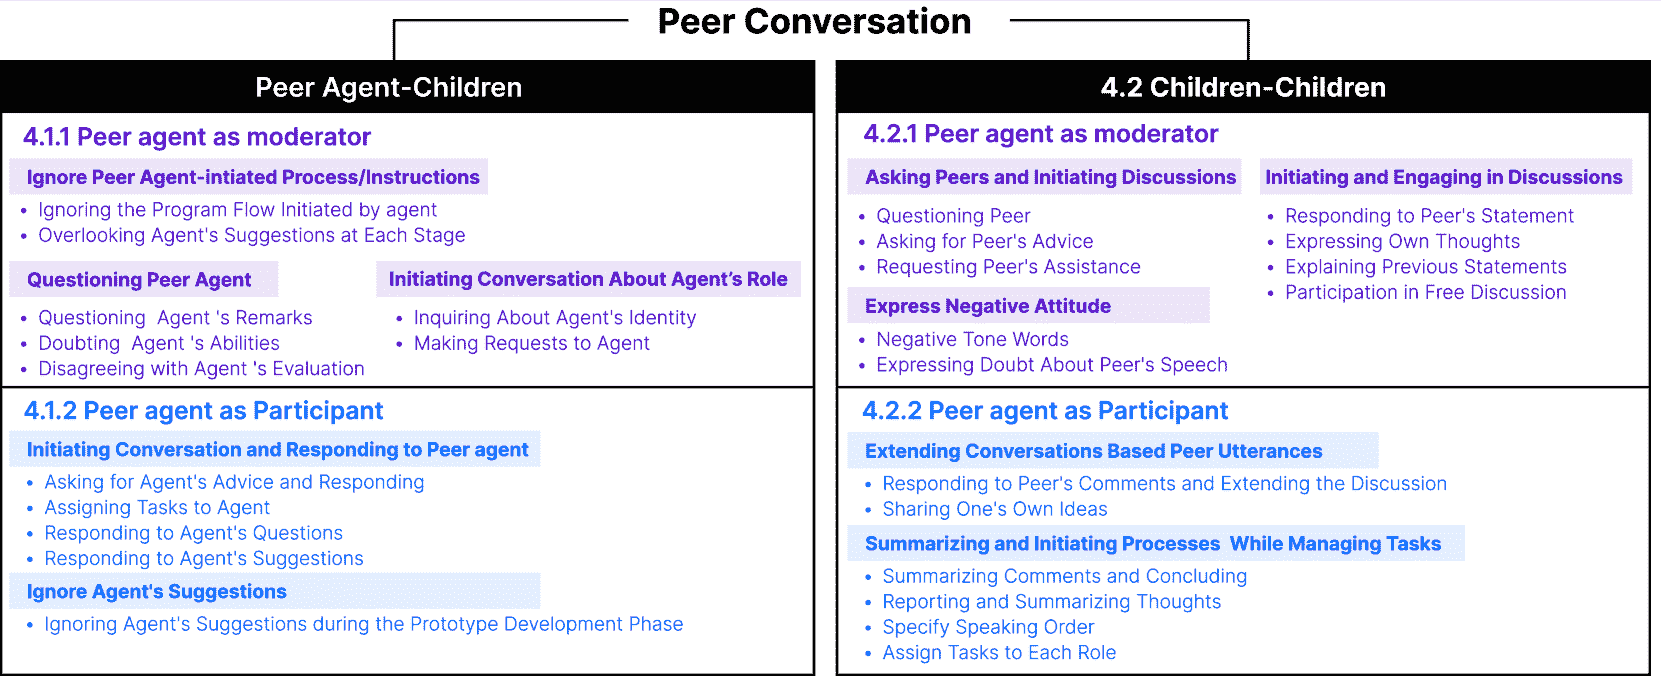 Peer Conversation
Peer Agent-Children
4.1.1 Peer agent as moderator
Ignore Peer Agent-intiated Process/Instructions
• Ignoring the Program Flow Initiated by agent
• Overlooking Agent's Suggestions at Each Stage
Questioning Peer Agent
• Questioning Agent 's Remarks
• Doubting Agent 's Abilities
• Disagreeing with Agent 's Evaluation
Initiating Conversation About Agent’s Role
• Inquiring About Agent's Identity
• Making Requests to Agent
4.1.2 Peer agent as Participant
Initiating Conversation and Responding to Peer agent
• Asking for Agent's Advice and Responding
• Assigning Tasks to Agent
• Responding to Agent's Questions
• Responding to Agent's Suggestions
Ignore Agent's Suggestions
• Ignoring Agent's Suggestions during the Prototype Development Phase
4.2 Children-Children
4.2.1 Peer agent as moderator
Asking Peers and Initiating Discussions
• Questioning Peer
• Asking for Peer's Advice
• Requesting Peer's Assistance
Express Negative Attitude
• Negative Tone Words
• Expressing Doubt About Peer's Speech
Initiating and Engaging in Discussions
• Responding to Peer's Statement
• Expressing Own Thoughts
• Explaining Previous Statements
• Participation in Free Discussion
4.2.2 Peer agent as Participant
Extending Conversations Based Peer Utterances
• Responding to Peer's Comments and Extending the Discussion
• Sharing One's Own Ideas
Summarizing and Initiating Processes While Managing Tasks
• Summarizing Comments and Concluding
• Reporting and Summarizing Thoughts
• Specify Speaking Order
• Assign Tasks to Each Role